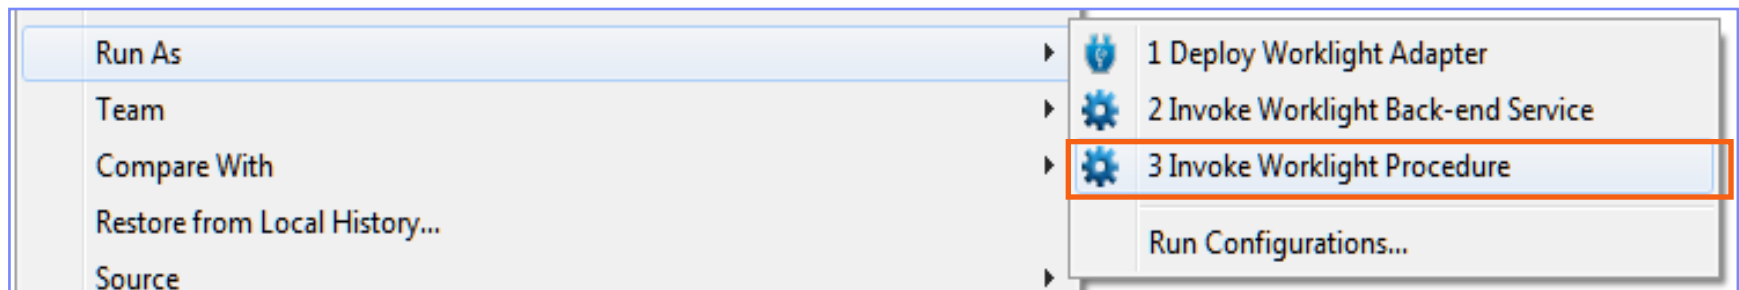 Run As
Team
Compare With
Restore from Local History...
Source
1 Deploy Worklight Adapter
2 Invoke Worklight Back-end Service
3 Invoke Worklight Procedure
Run Configurations...